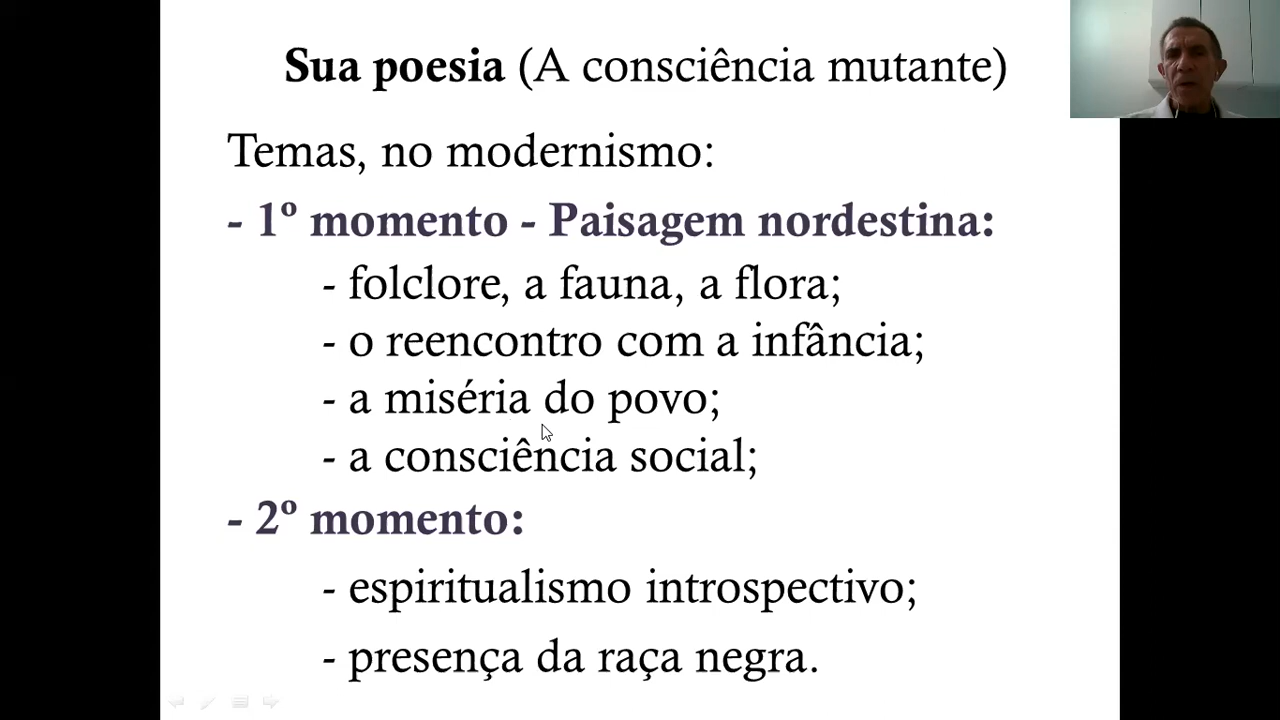 Sua poesia (A consciência mutante)
Temas, no modernismo:
- 1º momento - Paisagem nordestina:
- folclore, a fauna, a flora;
- o reencontro com a infância;
- a miséria do povo;
- a consciência social;
- 2º momento:
- espiritualismo introspectivo;
- presença da raça negra.